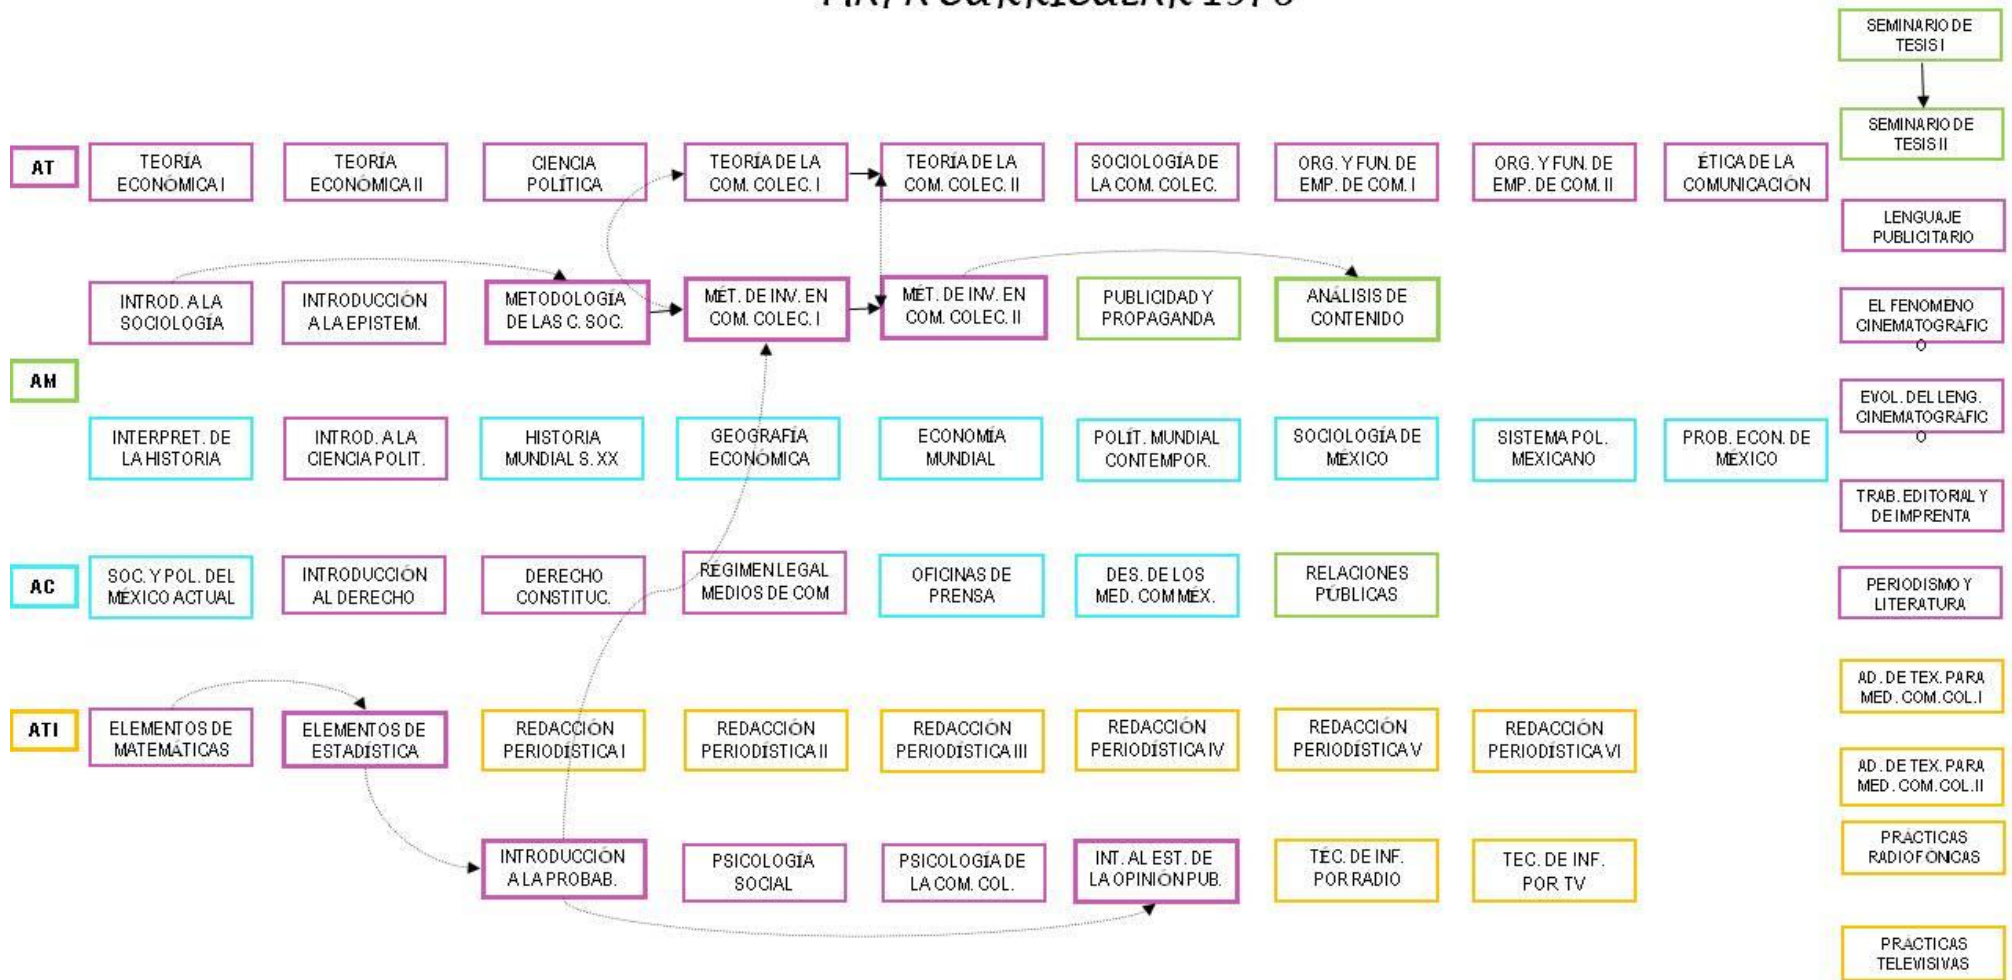 MAPA CURRICULAR 1976
SEMINARIO DE
TESIS I
SEMINARIO DE
TESIS II
AT
TEORÍA
ECONÓMICA I
TEORÍA
ECONÓMICA II
CIENCIA
POLÍTICA
TEORÍA DE LA
COM. COLEC. I
TEORÍA DE LA
COM. COLEC. II
SOCIOLOGÍA DE
LA COM. COLEC.
ORG. Y FUN. DE
EMP. DE COM. I
ORG. Y FUN. DE
EMP. DE COM. II
ÉTICA DE LA
COMUNICACIÓN
LENGUAJE
PUBLICITARIO
INTROD. A LA
SOCIOLOGÍA
INTRODUCCIÓN
A LA EPISTEM.
METODOLOGÍA
DE LAS C. SOC.
MÉT. DE INV. EN
COM. COLEC. I
MÉT. DE INV. EN
COM. COLEC. II
PUBLICIDAD Y
PROPAGANDA
ANÁLISIS DE
CONTENIDO
EL FENÓMENO
CINEMATOGRÁFIC
O
AM
EVOL. DEL LENG.
CINEMATOGRÁFIC
O
INTERPRET. DE
LA HISTORIA
INTROD. A LA
CIENCIA POLIT.
HISTORIA
MUNDIAL S. XX
GEOGRAFÍA
ECONÓMICA
ECONOMÍA
MUNDIAL
POLÍT. MUNDIAL
CONTEMPOR.
SOCIOLOGÍA DE
MÉXICO
SISTEMA POL.
MEXICANO
PROB. ECON. DE
MÉXICO
TRAB. EDITORIAL Y
DE IMPRENTA
AC
SOC. Y POL. DEL
MÉXICO ACTUAL
INTRODUCCIÓN
AL DERECHO
DERECHO
CONSTITUC.
RÉGIMEN LEGAL
MEDIOS DE COM
OFICINAS DE
PRENSA
DES. DE LOS
MED. COM MÉX.
RELACIONES
PÚBLICAS
PERIODISMO Y
LITERATURA
AD. DE TEX. PARA
MED. COM. COL. I
ATI
ELEMENTOS DE
MATEMÁTICAS
ELEMENTOS DE
ESTADÍSTICA
REDACCIÓN
PERIODÍSTICA I
REDACCIÓN
PERIODÍSTICA II
REDACCIÓN
PERIODÍSTICA III
REDACCIÓN
PERIODÍSTICA IV
REDACCIÓN
PERIODÍSTICA V
REDACCIÓN
PERIODÍSTICA VI
AD. DE TEX. PARA
MED. COM. COL. II
INTRODUCCIÓN
A LA PROBAB.
PSICOLOGÍA
SOCIAL
PSICOLOGÍA DE
LA COM. COL.
INT. AL EST. DE
LA OPINIÓN PUB.
TÉC. DE INF.
POR RADIO
TEC. DE INF.
POR TV
PRÁCTICAS
RADIOFÓNICAS
PRÁCTICAS
TELEVISIVAS